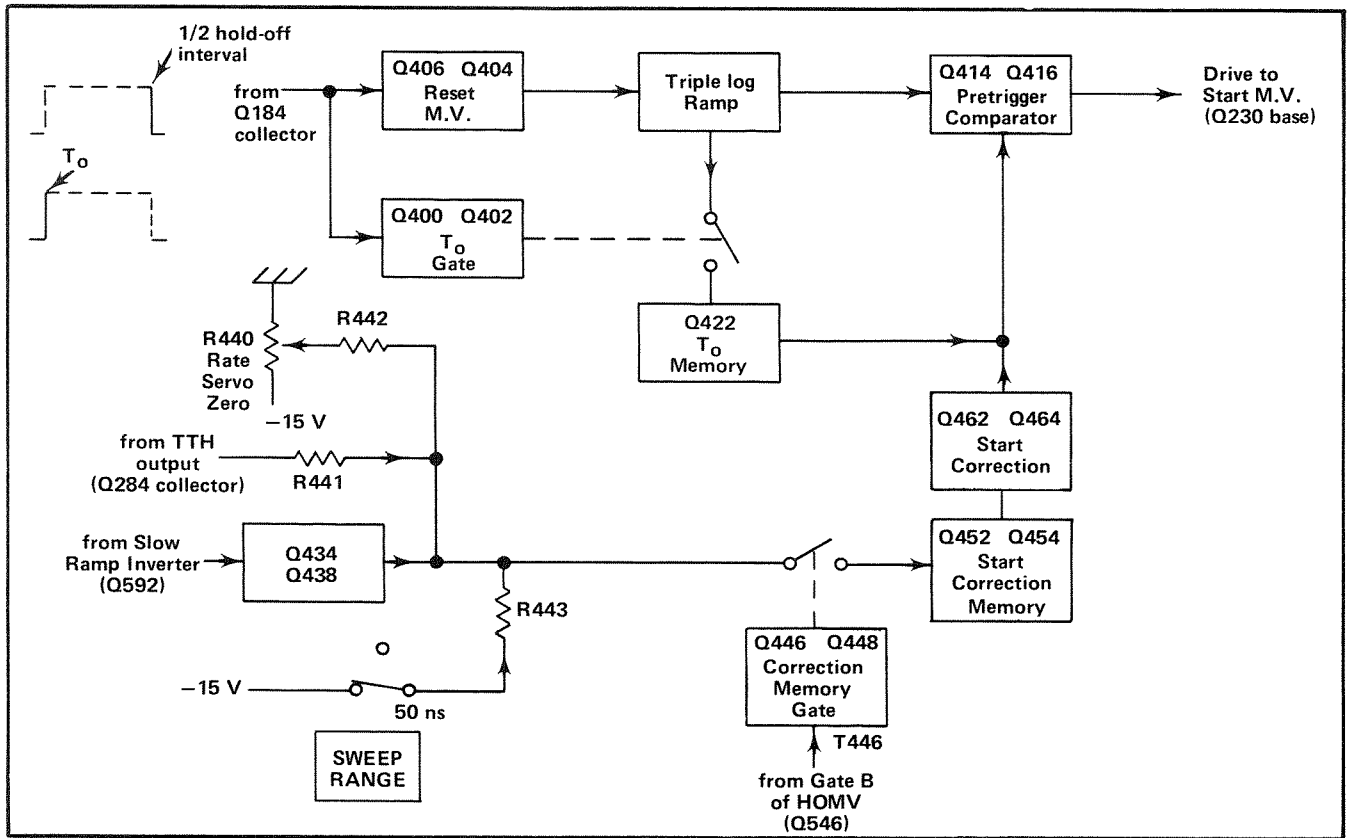 1/2 hold-off
interval
from
Q184
collector
Q406 Q404
Reset
M.V.
Triple log
Ramp
Q414 Q416
Pretrigger
Comparator
Drive to
Start M.V.
(Q230 base)
To
Q400 Q402
To
Gate
R440
Rate
Servo
Zero
R442
−15 V
Q422
To
Memory
from TTH
output
(Q284 collector)
R441
Q462 Q464
Start
Correction
from Slow
Ramp Inverter
(Q592)
Q434
Q438
R443
Q452 Q454
Start
Correction
Memory
−15 V
50 ns
SWEEP
RANGE
Q446 Q448
Correction
Memory
Gate
T446
from Gate B
of HOMV
(Q546)